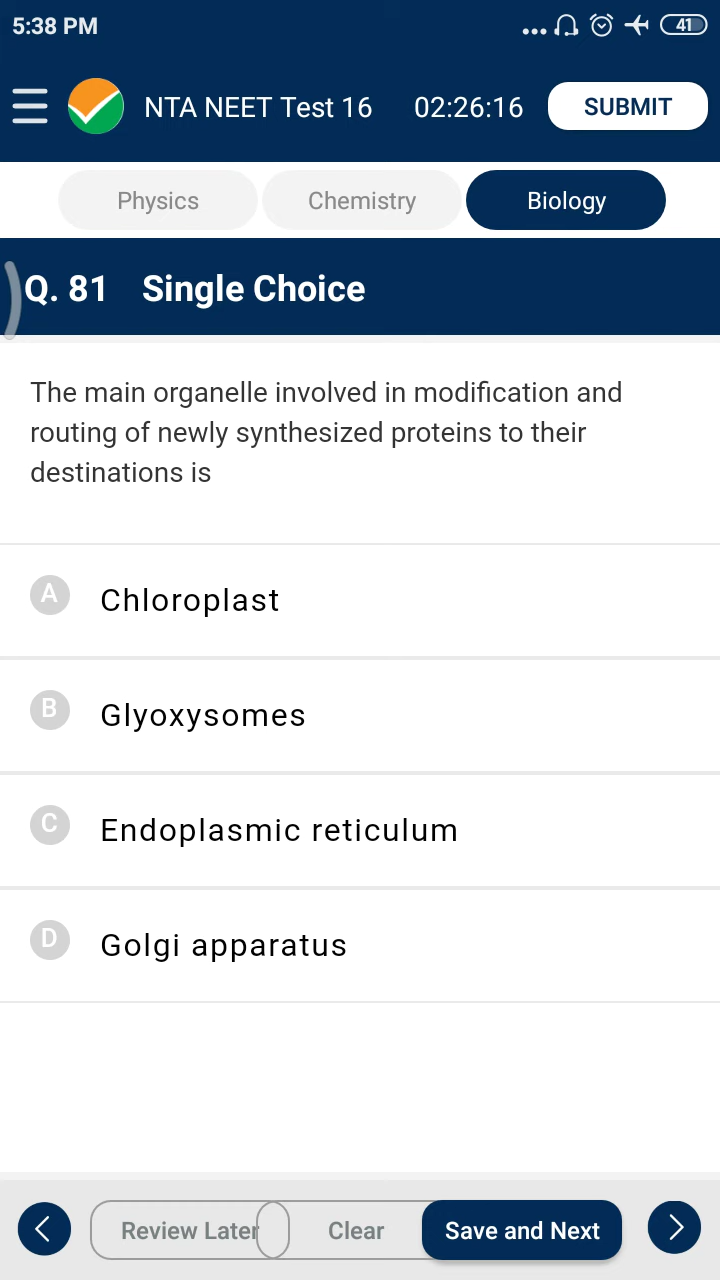 5:38 PM
41
NTA NEET Test 16 02:26:16 SUBMIT
Physics Chemistry Biology
Q. 81 Single Choice
The main organelle involved in modification and
routing of newly synthesized proteins to their
destinations is
A Chloroplast
B Glyoxysomes
C Endoplasmic reticulum
D Golgi apparatus
Review Later Clear Save and Next